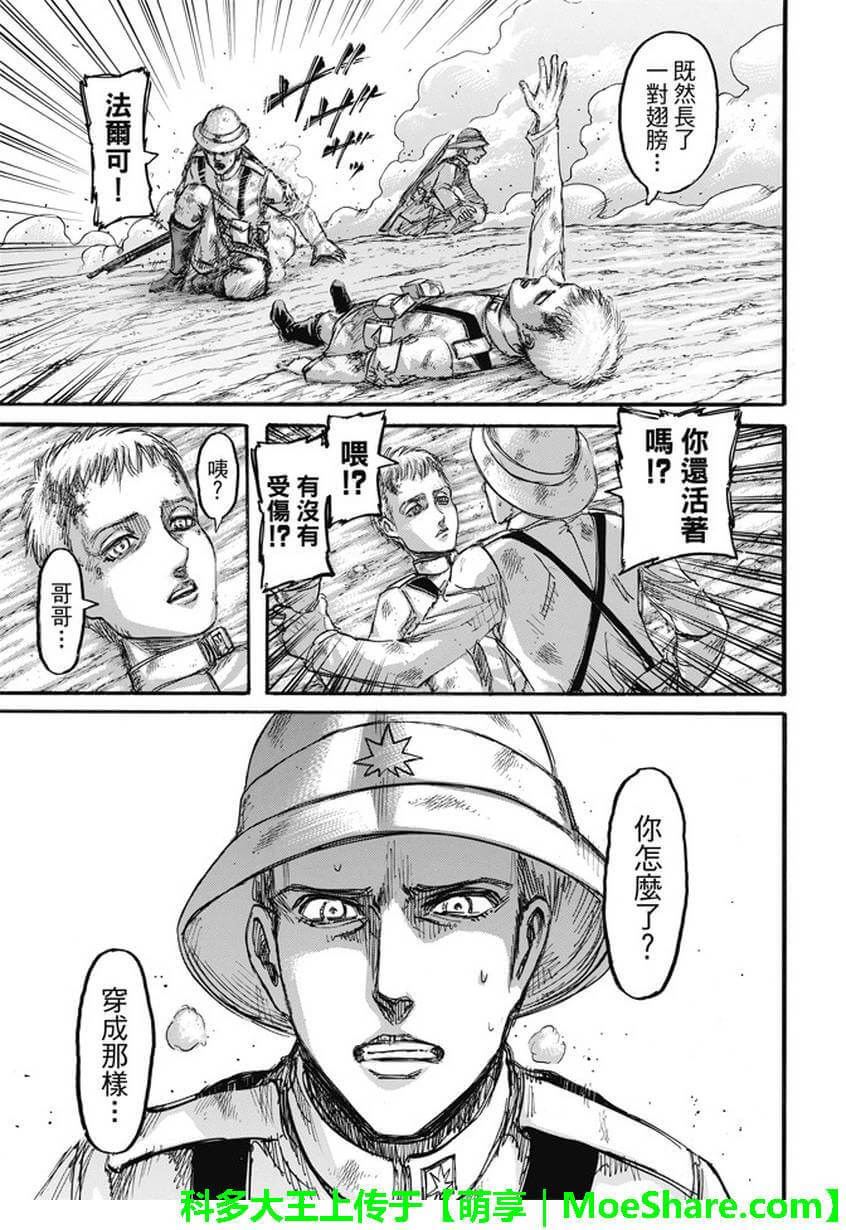 既然長了
一對翅膀…
法爾可！
你還活著
嗎!?
喂!?
有沒有
受傷!?
咦?
哥哥…
你怎麼了?
穿成那樣…
科多大王上传于【萌享｜MoeShare.com】